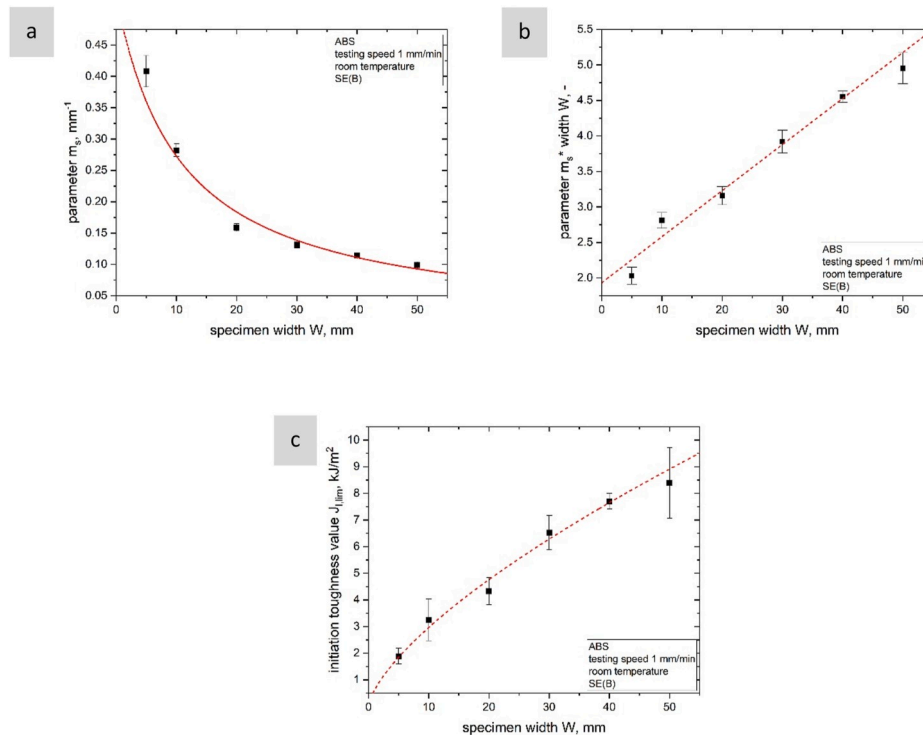 a
0.45
0.40
0.35
0.30
0.25
0.20
0.15
0.10
0.05
0 10 20 30 40 50
parameter mₛ, mm⁻¹
specimen width W, mm
ABS
testing speed 1 mm/min
room temperature
SE(B)
b
5.5
5.0
4.5
4.0
3.5
3.0
2.5
2.0
0 10 20 30 40 50
parameter mₛ* width W, -
specimen width W, mm
ABS
testing speed 1 mm/mi
room temperature
SE(B)
c
10
9
8
7
6
5
4
3
2
1
0 10 20 30 40 50
initiation toughness value J_I,lim, kJ/m²
specimen width W, mm
ABS
testing speed 1 mm/min
room temperature
SE(B)